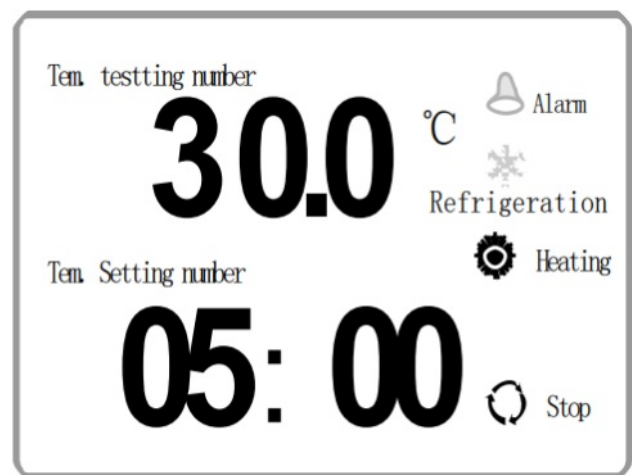 Tem. testting number
30.0 ℃
Alarm
Refrigeration
Heating
Tem. Setting number
05: 00
Stop